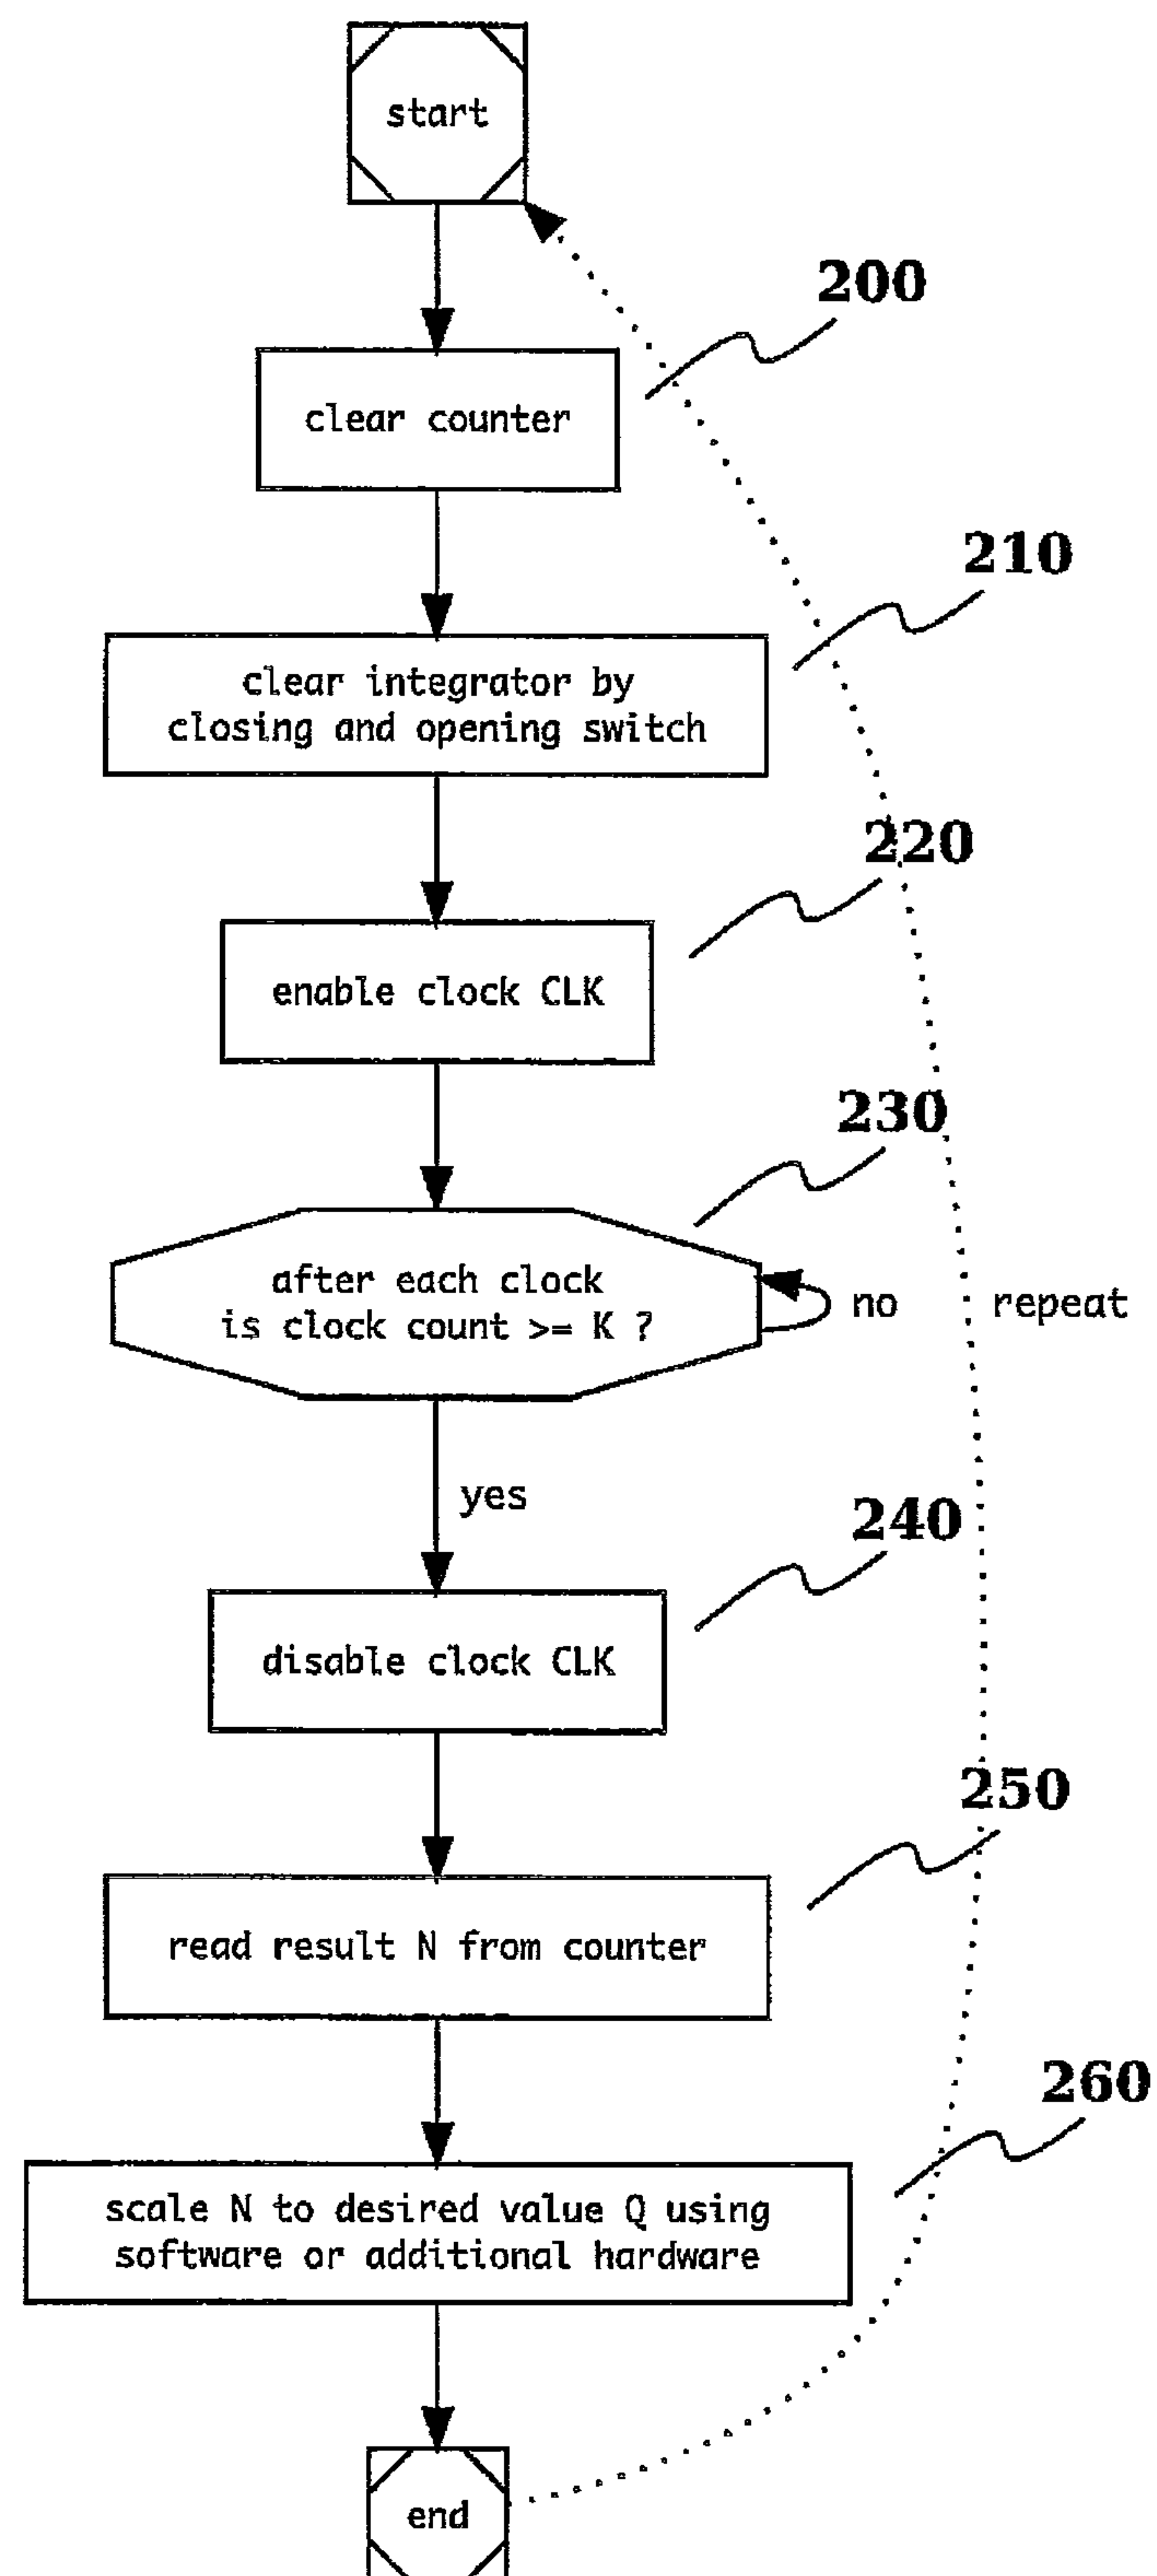 start
200
clear counter
210
clear integrator by
closing and opening switch
220
enable clock CLK
230
after each clock
is clock count >= K ?
no
repeat
yes
240
disable clock CLK
250
read result N from counter
260
scale N to desired value Q using
software or additional hardware
end